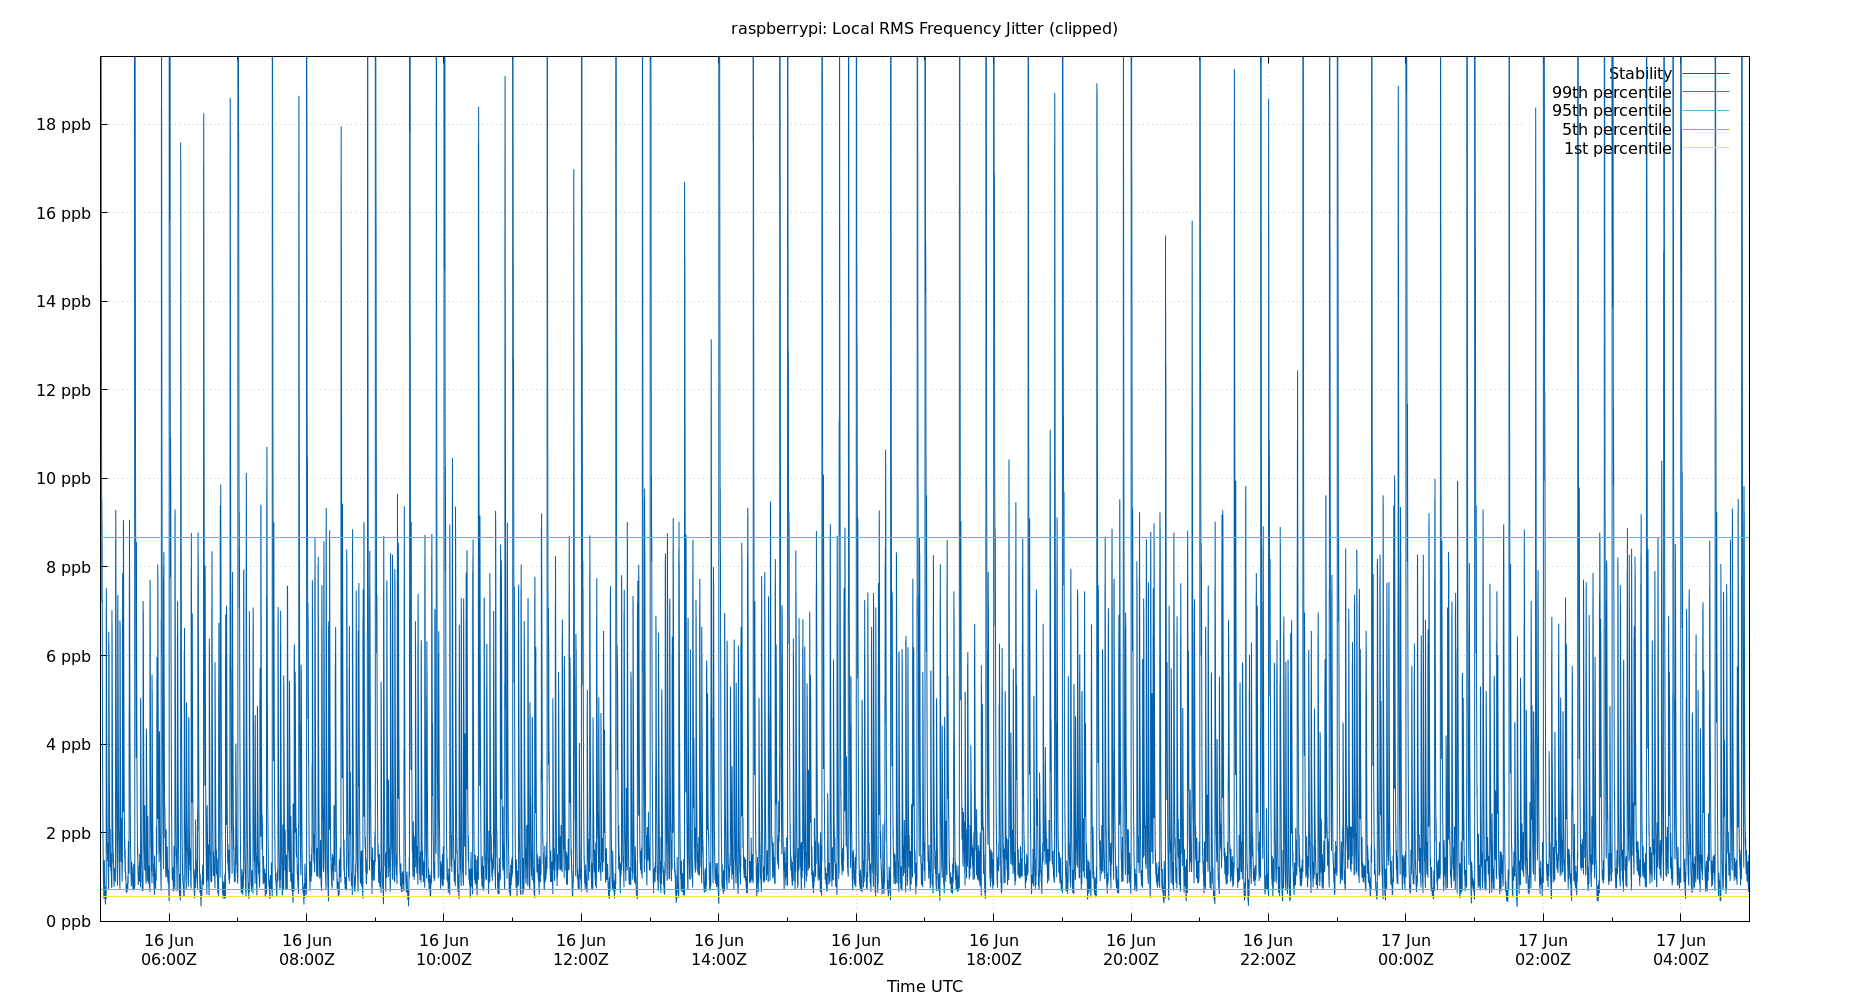 raspberrypi: Local RMS Frequency Jitter (clipped)
Stability
99th percentile
95th percentile
5th percentile
1st percentile
18 ppb
16 ppb
14 ppb
12 ppb
10 ppb
8 ppb
6 ppb
4 ppb
2 ppb
0 ppb
16 Jun 16 Jun 16 Jun 16 Jun 16 Jun 16 Jun 16 Jun 16 Jun 16 Jun 17 Jun 17 Jun 17 Jun
06:00Z 08:00Z 10:00Z 12:00Z 14:00Z 16:00Z 18:00Z 20:00Z 22:00Z 00:00Z 02:00Z 04:00Z
Time UTC